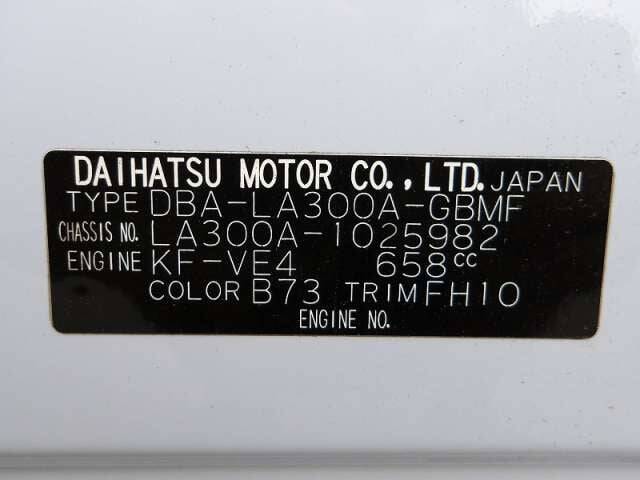 DAIHATSU MOTOR CO., LTD. JAPAN
TYPE DBA-LA300A-GBMF
CHASSIS NO. LA300A-1025982
ENGINE KF-VE4 658cc
COLOR B73 TRIM FH10
ENGINE NO.